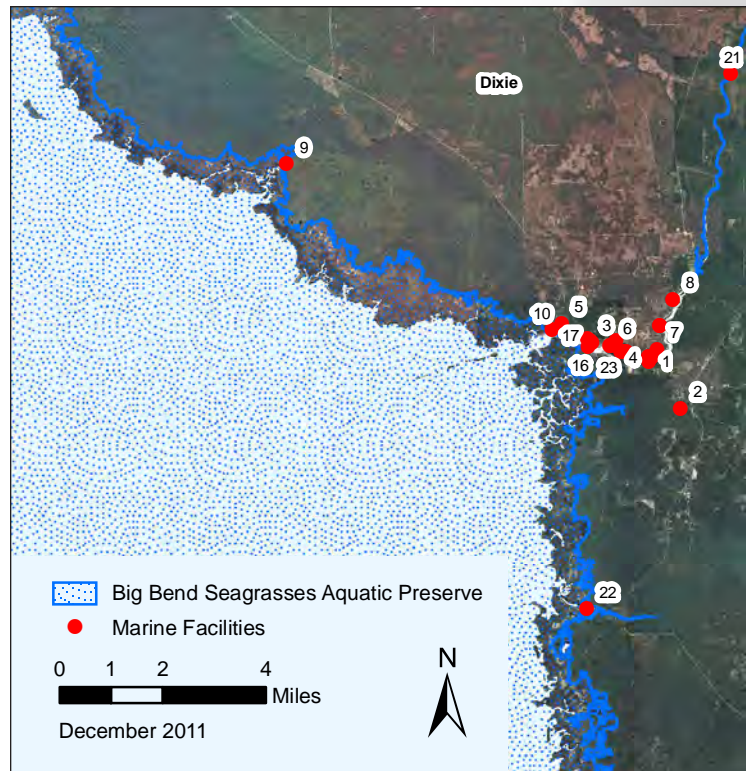 21
Dixie
9
8
5
10
3
6
17
7
4
1
16
23
2
22
Big Bend Seagrasses Aquatic Preserve
Marine Facilities
N
0 1 2 4
Miles
December 2011